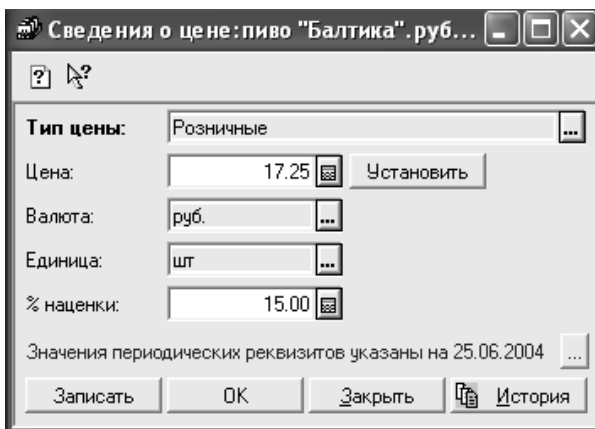 Сведения о цене:пиво "Балтика".руб...
Тип цены: Розничные ...
Цена: 17.25 Установить
Валюта: руб. ...
Единица: шт ...
% наценки: 15.00
Значения периодических реквизитов указаны на 25.06.2004 ...
Записать OK Закрыть История